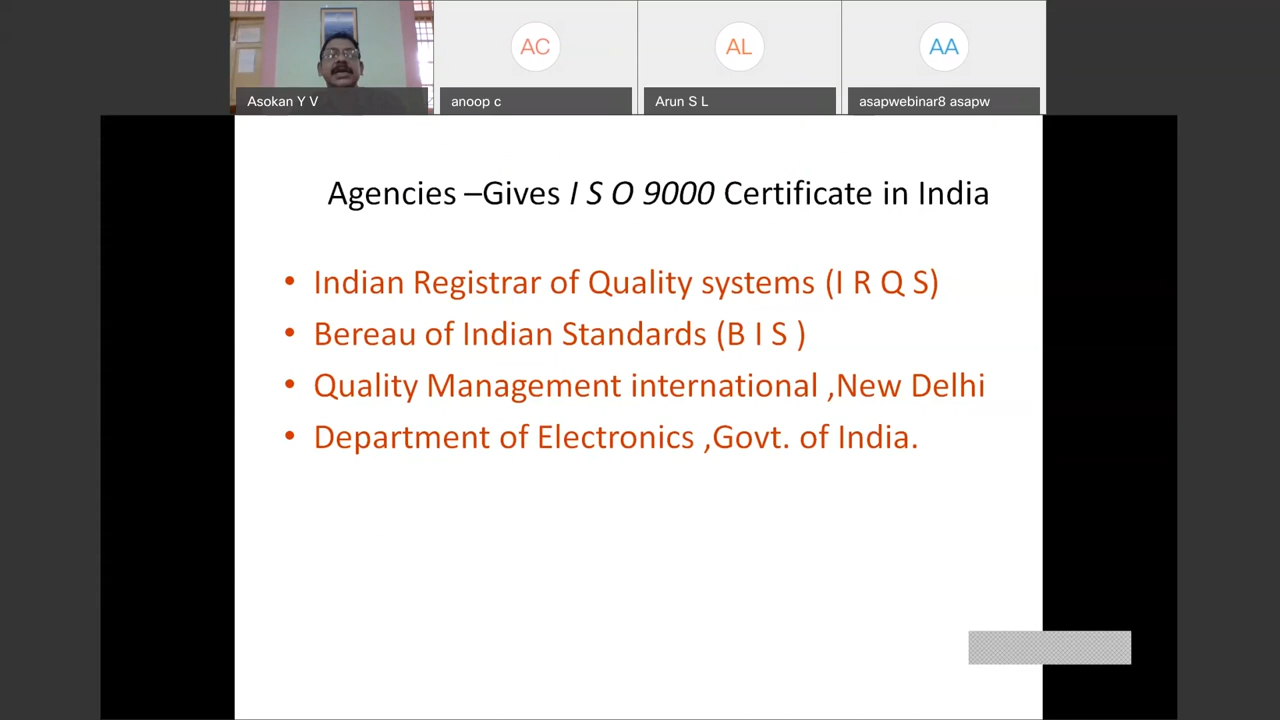 AC
AL
AA
Asokan Y V
anoop c
Arun S L
asapwebinar8 asapw
Agencies –Gives I S O 9000 Certificate in India
• Indian Registrar of Quality systems (I R Q S)
• Bereau of Indian Standards (B I S )
• Quality Management international ,New Delhi
• Department of Electronics ,Govt. of India.